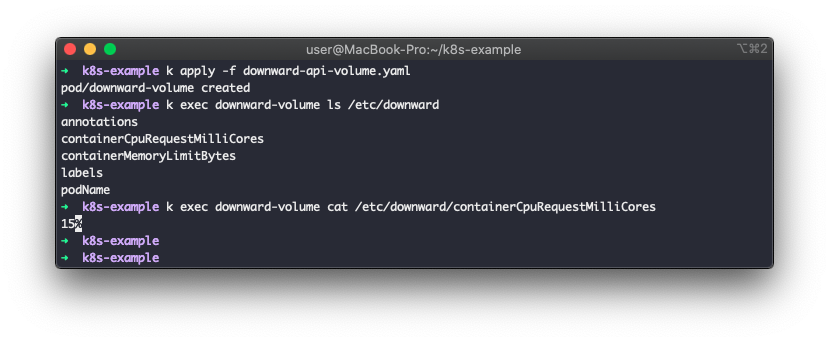 user@MacBook-Pro:~/k8s-example
⌥⌘2
➜ k8s-example k apply -f downward-api-volume.yaml
pod/downward-volume created
➜ k8s-example k exec downward-volume ls /etc/downward
annotations
containerCpuRequestMilliCores
containerMemoryLimitBytes
labels
podName
➜ k8s-example k exec downward-volume cat /etc/downward/containerCpuRequestMilliCores
15%
➜ k8s-example
➜ k8s-example